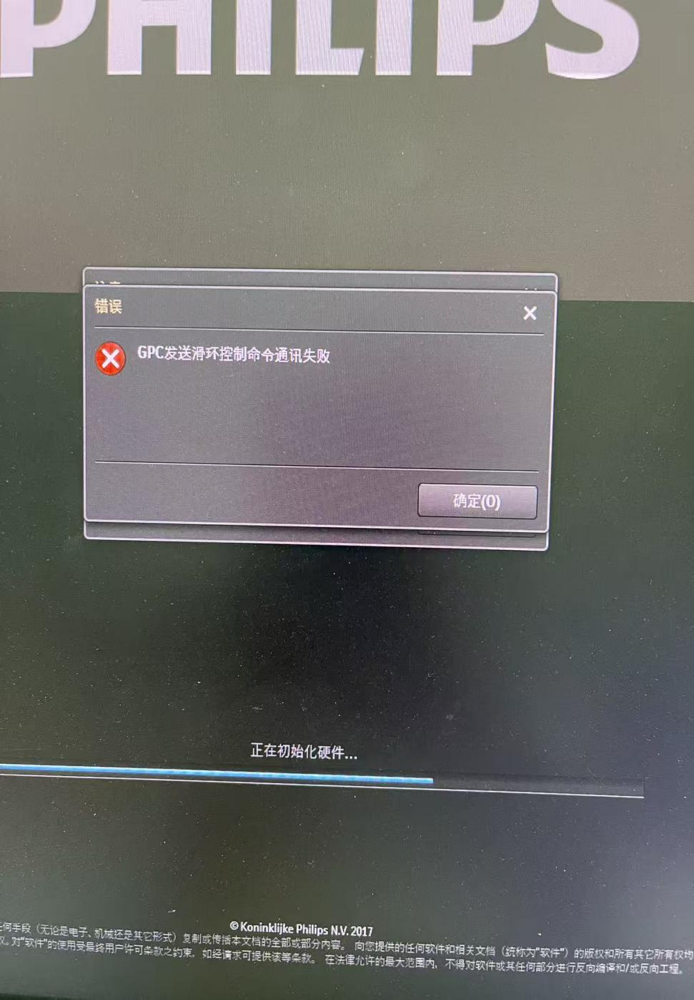 PHILIPS
错误
GPC发送滑环控制命令通讯失败
确定(O)
正在初始化硬件...
© Koninklijke Philips N.V. 2017
任何手段（无论是电子、机械还是其它形式）复制或传播本文档的全部或部分内容。 向您提供的任何软件和相关文档（统称为“软件”）的版权和所有其它所有权均
权。对“软件”的使用受最终用户许可条款之约束，如经请求可提供该等条款。 在法律允许的最大范围内，不得对软件或其任何部分进行反向编译和/或反向工程。